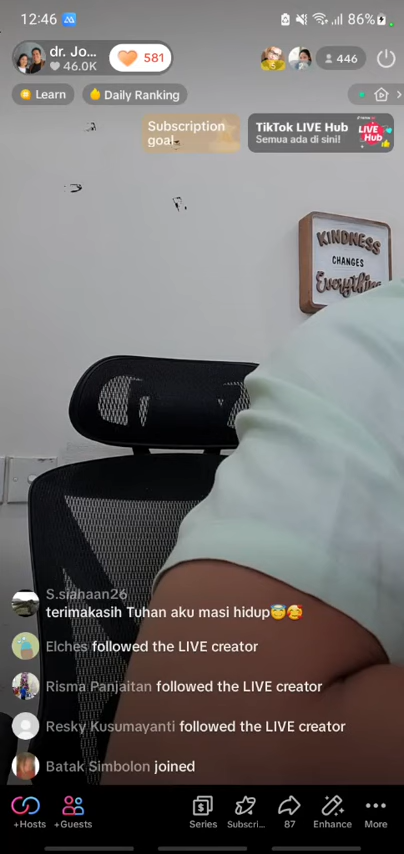 12:46
86%
dr. Jo...
46.0K
581
446
Learn
Daily Ranking
Subscription
goal
TikTok LIVE Hub
Semua ada di sini!
LIVE
Hub
KINDNESS
CHANGES
Everything
S.siahaan26
terimakasih Tuhan aku masi hidup😇🥰
Elches followed the LIVE creator
Risma Panjaitan followed the LIVE creator
Resky Kusumayanti followed the LIVE creator
Batak Simbolon joined
+Hosts
+Guests
Series
Subscri...
87
Enhance
More